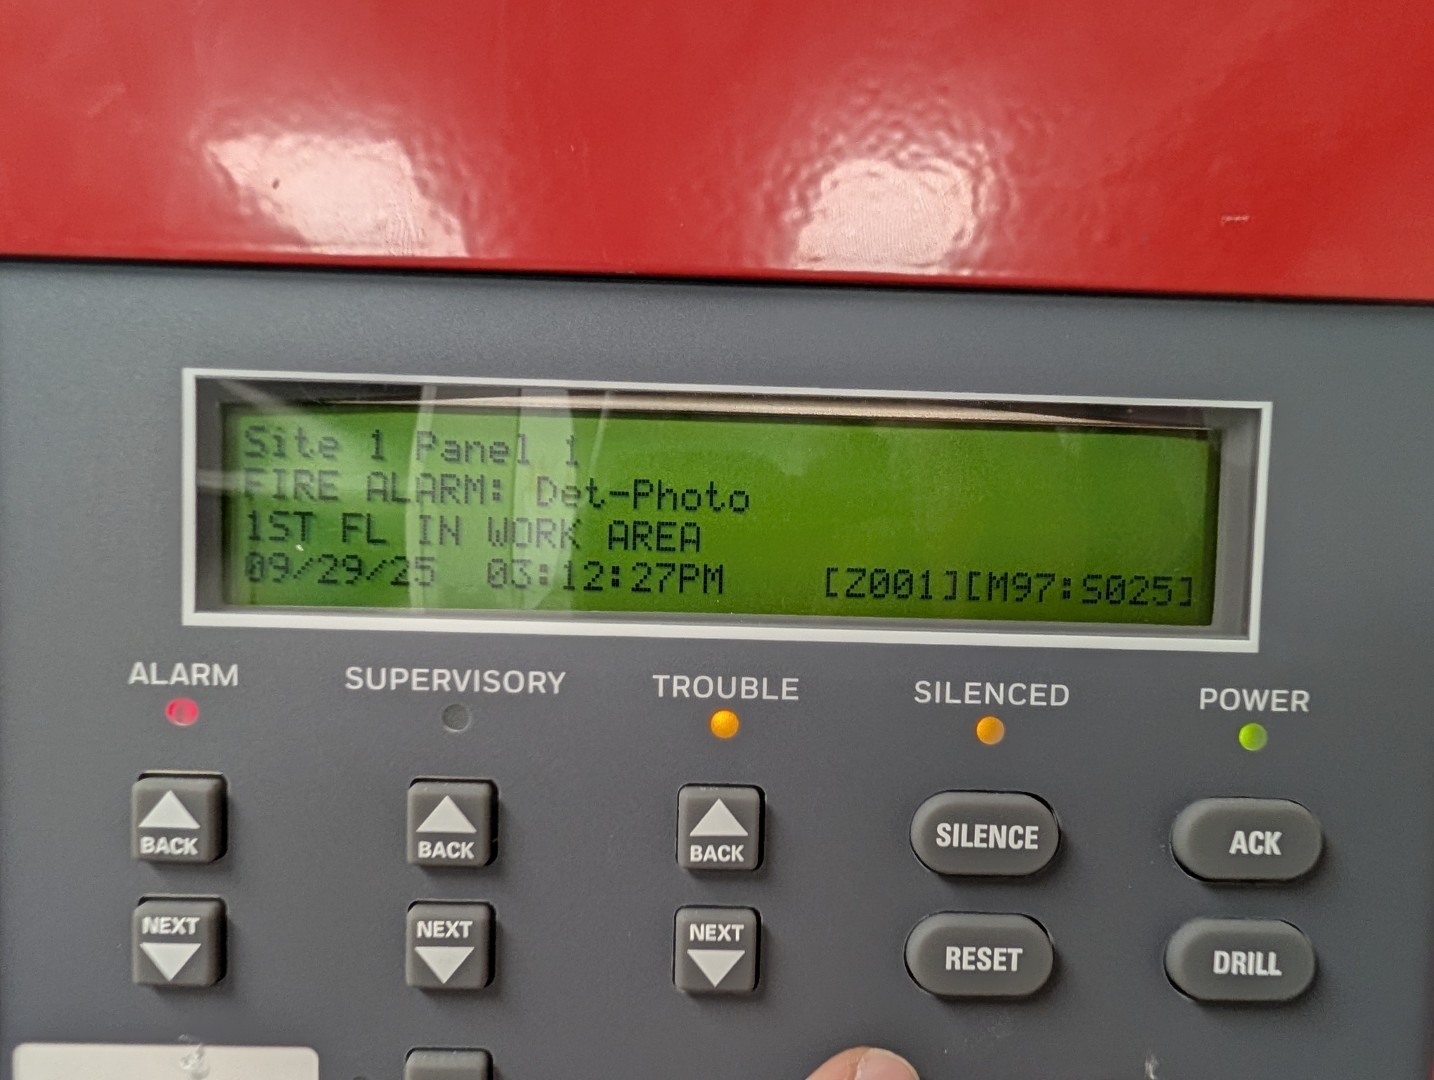 Site 1 Panel 1
FIRE ALARM: Det-Photo
1ST FL IN WORK AREA
09/29/25 03:12:27PM [Z001][M97:S025]
ALARM SUPERVISORY TROUBLE SILENCED POWER
BACK BACK BACK SILENCE ACK
NEXT NEXT NEXT RESET DRILL